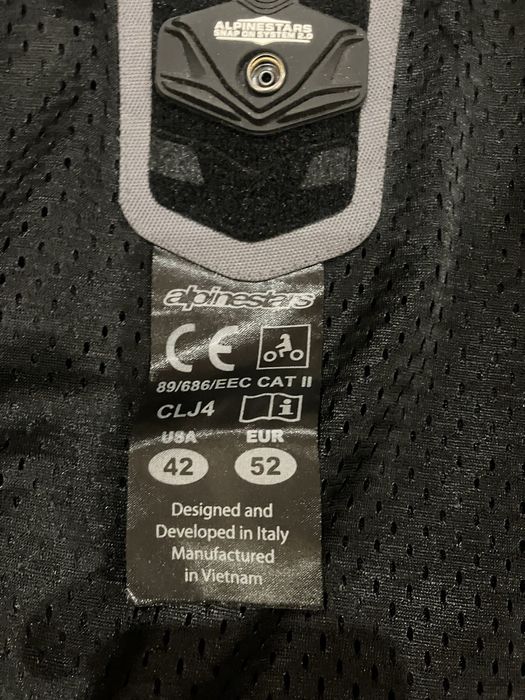 ALPINESTARS
SNAP ON SYSTEM 2.0
alpinestars
CE
89/686/EEC CAT II
CLJ4 i
USA EUR
42 52
Designed and
Developed in Italy
Manufactured
in Vietnam